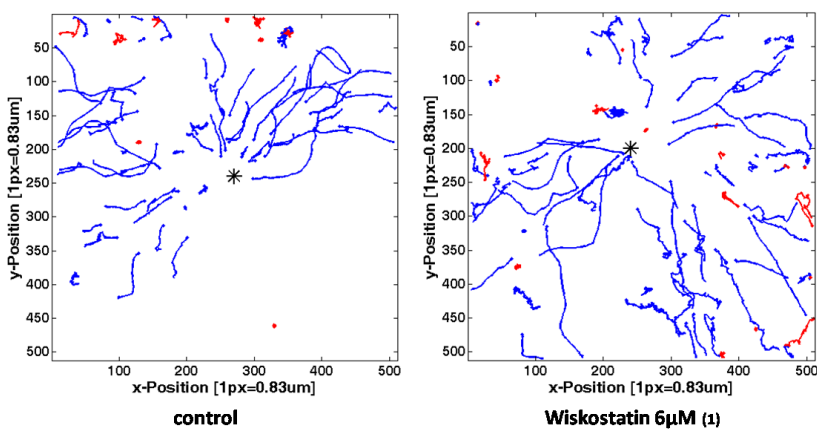 50
100
150
200
250
300
350
400
450
500
y-Position [1px=0.83um]
100 200 300 400 500
x-Position [1px=0.83um]
control
50
100
150
200
250
300
350
400
450
500
y-Position [1px=0.83um]
100 200 300 400 500
x-Position [1px=0.83um]
Wiskostatin 6μM (1)